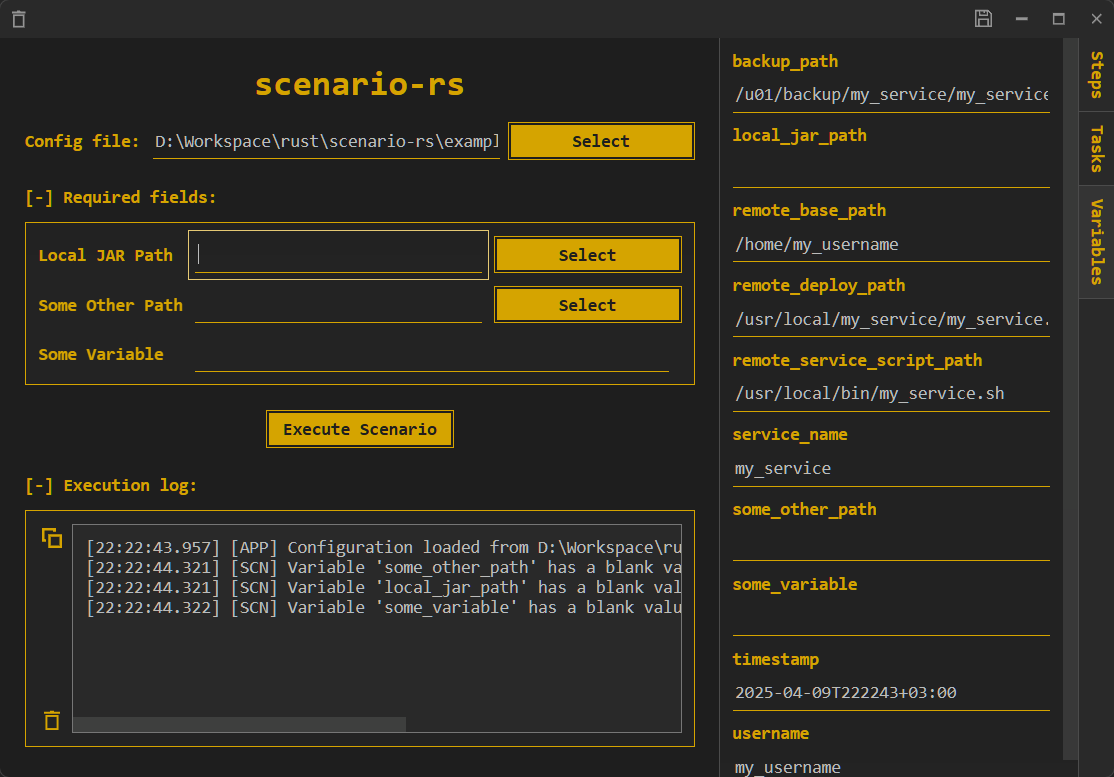 scenario-rs
Config file: D:\Workspace\rust\scenario-rs\exampl Select
[-] Required fields:
Local JAR Path Select
Some Other Path Select
Some Variable
Execute Scenario
[-] Execution log:
[22:22:43.957] [APP] Configuration loaded from D:\Workspace\ru
[22:22:44.321] [SCN] Variable 'some_other_path' has a blank va
[22:22:44.321] [SCN] Variable 'local_jar_path' has a blank val
[22:22:44.322] [SCN] Variable 'some_variable' has a blank valu
backup_path
/u01/backup/my_service/my_service
local_jar_path
remote_base_path
/home/my_username
remote_deploy_path
/usr/local/my_service/my_service.
remote_service_script_path
/usr/local/bin/my_service.sh
service_name
my_service
some_other_path
some_variable
timestamp
2025-04-09T222243+03:00
username
my_username
Steps
Tasks
Variables